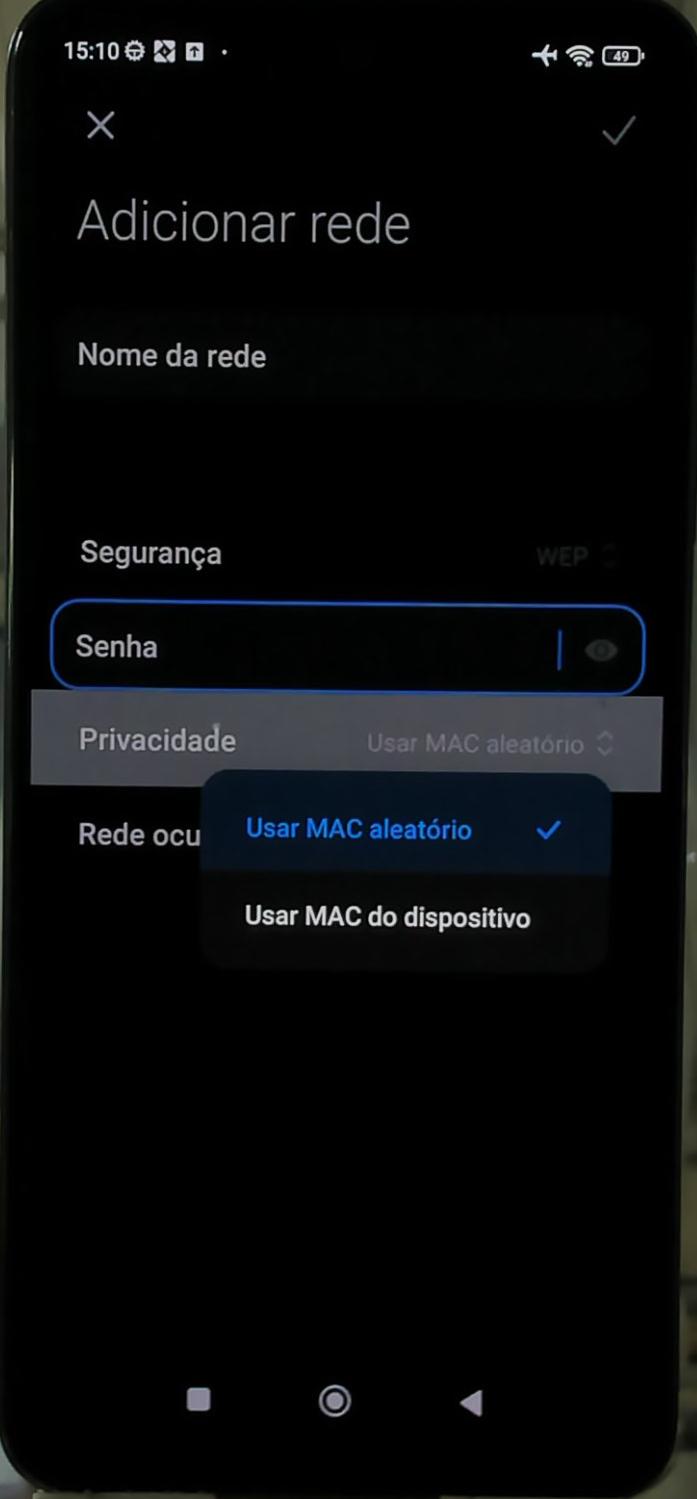 15:10
49
Adicionar rede
Nome da rede
Segurança WEP
Senha
Privacidade Usar MAC aleatório
Rede ocu
Usar MAC aleatório
Usar MAC do dispositivo